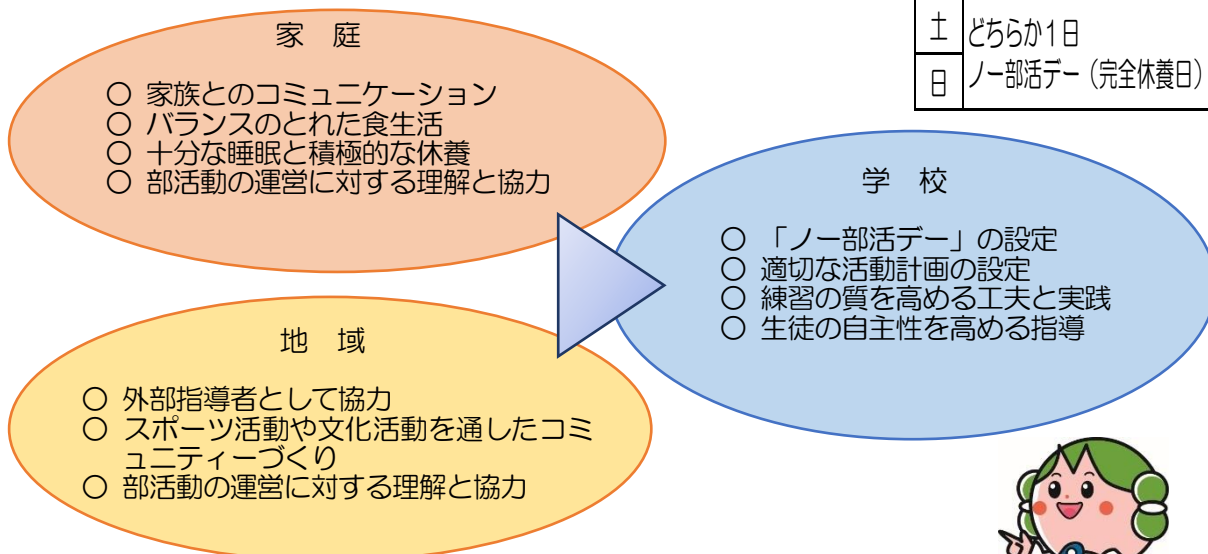 家　庭
○ 家族とのコミュニケーション
○ バランスのとれた食生活
○ 十分な睡眠と積極的な休養
○ 部活動の運営に対する理解と協力
土
日
どちらか１日
ノー部活デー（完全休養日）
学　校
○ 「ノー部活デー」の設定
○ 適切な活動計画の設定
○ 練習の質を高める工夫と実践
○ 生徒の自主性を高める指導
地　域
○ 外部指導者として協力
○ スポーツ活動や文化活動を通したコミ
ュニティーづくり
○ 部活動の運営に対する理解と協力